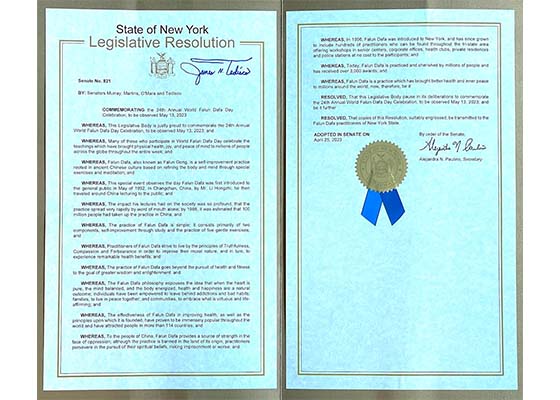 State of New York
Legislative Resolution
Senate No. 821
BY: Senators Murray, Martins, O'Mara and Tedisco
COMMEMORATING the 24th Annual World Falun Dafa Day
Celebration, to be observed May 13, 2023
WHEREAS, This Legislative Body is justly proud to commemorate the 24th Annual
World Falun Dafa Day Celebration, to be observed May 13, 2023; and
WHEREAS, Many of those who participate in World Falun Dafa Day celebrate the
teachings which have brought physical health, joy, and peace of mind to millions of people
across the globe throughout the entire week; and
WHEREAS, Falun Dafa, also known as Falun Gong, is a self-improvement practice
rooted in ancient Chinese culture based on refining the body and mind through special
exercises and meditation; and
WHEREAS, This special event observes the day Falun Dafa was first introduced to
the general public in May of 1992, in Changchun, China, by Mr. Li Hongzhi; he then
traveled around China lecturing to the public; and
WHEREAS, The impact his lectures had on the society was so profound, that the
practice spread very rapidly by word of mouth alone; by 1998, it was estimated that 100
million people had taken up the practice in China; and
WHEREAS, The practice of Falun Dafa is simple; it consists primarily of two
components, self-improvement through study and the practice of five gentle exercises;
and
WHEREAS, Practitioners of Falun Dafa strive to live by the principles of Truthfulness,
Compassion and Forbearance in order to improve their moral nature, and in turn, to
experience remarkable health benefits; and
WHEREAS, The practice of Falun Dafa goes beyond the pursuit of health and fitness
to the goal of greater wisdom and enlightenment; and
WHEREAS, The Falun Dafa philosophy espouses the idea that when the heart is
pure, the mind balanced, and the body energized, health and happiness are a natural
outcome; individuals have been empowered to leave behind addictions and bad habits;
families, to live in peace together; and communities, to embrace what is virtuous and life-
affirming; and
WHEREAS, The effectiveness of Falun Dafa in improving health, as well as the
principles upon which it is founded, have proven to be immensely popular throughout the
world and have attracted people in more than 114 countries; and
WHEREAS, To the people of China, Falun Dafa provides a source of strength in the
face of oppression; although the practice is banned in the land of its origin, practitioners
persevere in the pursuit of their spiritual beliefs, risking imprisonment or worse; and
WHEREAS, In 1996, Falun Dafa was introduced to New York, and has since grown
to include hundreds of practitioners who can be found throughout the tri-state area
offering workshops in senior centers, corporate offices, health clubs, private residences
and police stations at no cost to the participants; and
WHEREAS, Today, Falun Dafa is practiced and cherished by millions of people and
has received over 2,000 awards; and
WHEREAS, Falun Dafa is a practice which has brought better health and inner peace
to millions around the world; now, therefore, be it
RESOLVED, That this Legislative Body pause in its deliberations to commemorate
the 24th Annual World Falun Dafa Day Celebration, to be observed May 13, 2023; and
be it further
RESOLVED, That copies of this Resolution, suitably engrossed, be transmitted to the
Falun Dafa practitioners of New York State.
ADOPTED IN SENATE ON
April 25, 2023
By order of the Senate,
Alejandra N. Paulino, Secretary